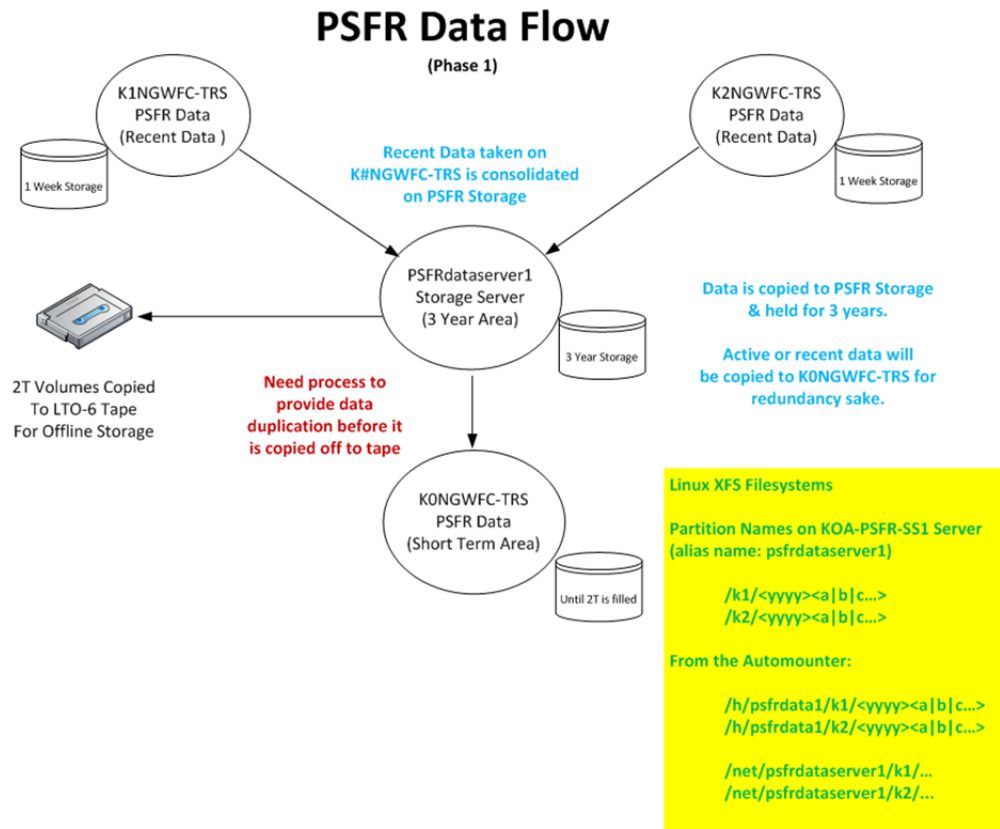 PSFR Data Flow
(Phase 1)
K1NGWFC-TRS
PSFR Data
(Recent Data )
1 Week Storage
K2NGWFC-TRS
PSFR Data
(Recent Data)
1 Week Storage
Recent Data taken on
K#NGWFC-TRS is consolidated
on PSFR Storage
PSFRdataserver1
Storage Server
(3 Year Area)
3 Year Storage
Data is copied to PSFR Storage
& held for 3 years.
Active or recent data will
be copied to K0NGWFC-TRS for
redundancy sake.
2T Volumes Copied
To LTO-6 Tape
For Offline Storage
Need process to
provide data
duplication before it
is copied off to tape
K0NGWFC-TRS
PSFR Data
(Short Term Area)
Until 2T is filled
Linux XFS Filesystems
Partition Names on KOA-PSFR-SS1 Server
(alias name: psfrdataserver1)
/k1/<yyyy><a|b|c…>
/k2/<yyyy><a|b|c…>
From the Automounter:
/h/psfrdata1/k1/<yyyy><a|b|c…>
/h/psfrdata1/k2/<yyyy><a|b|c…>
/net/psfrdataserver1/k1/…
/net/psfrdataserver1/k2/...